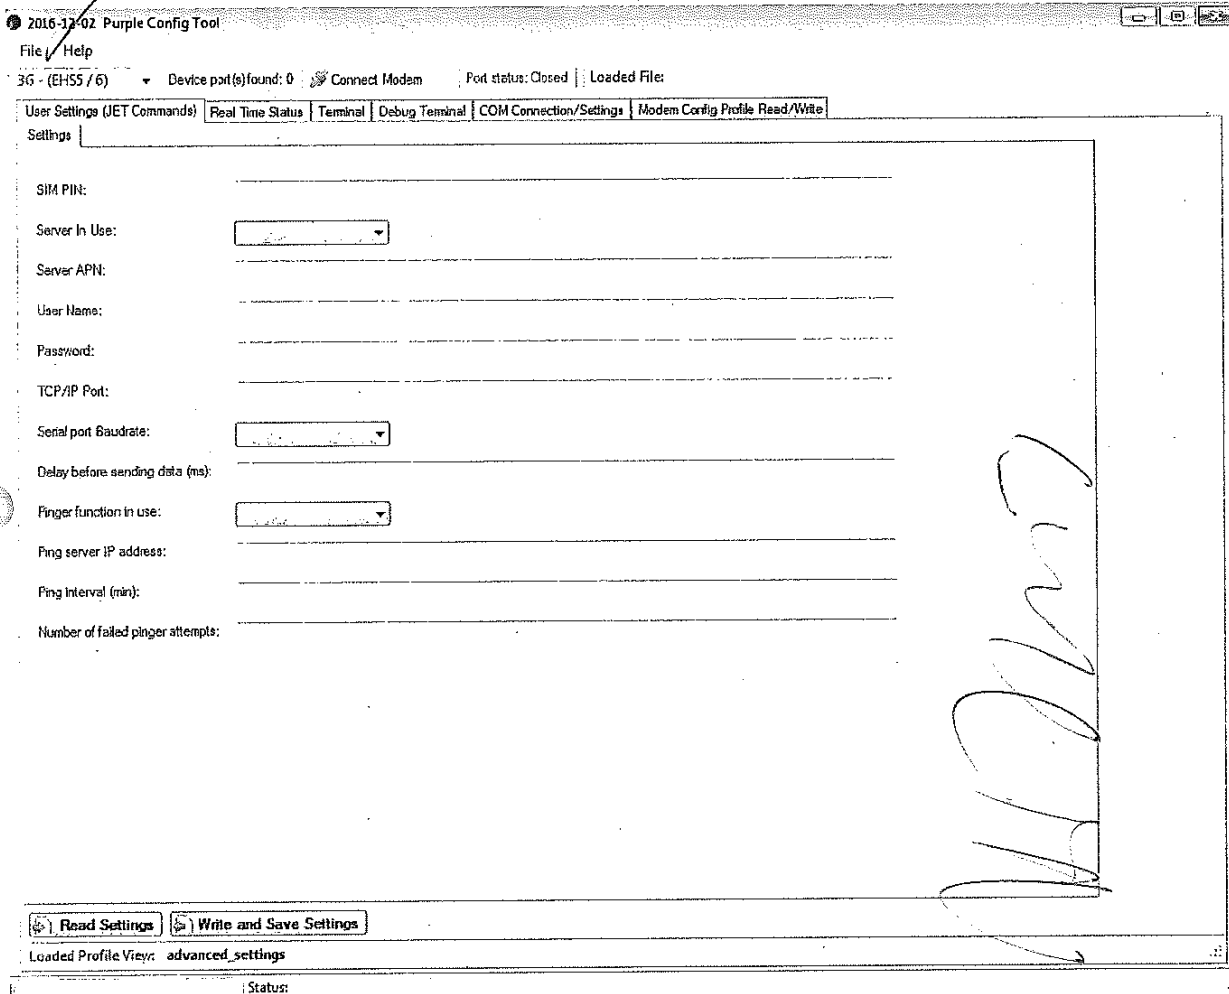 2016-12-02 Purple Config Tool
File Help
3G - (EHS5 / 6) Device port(s) found: 0 Connect Modem Port status: Closed Loaded File:
User Settings (JET Commands) Real Time Status Terminal Debug Terminal COM Connection/Settings Modem Config Profile Read/Write
Settings
SIM PIN:
Server In Use:
Server APN:
User Name:
Password:
TCP/IP Port:
Serial port Baudrate:
Delay before sending data (ms):
Pinger function in use:
Ping server IP address:
Ping Interval (min):
Number of failed pinger attempts:
Read Settings Write and Save Settings
Loaded Profile View: advanced_settings
Status: